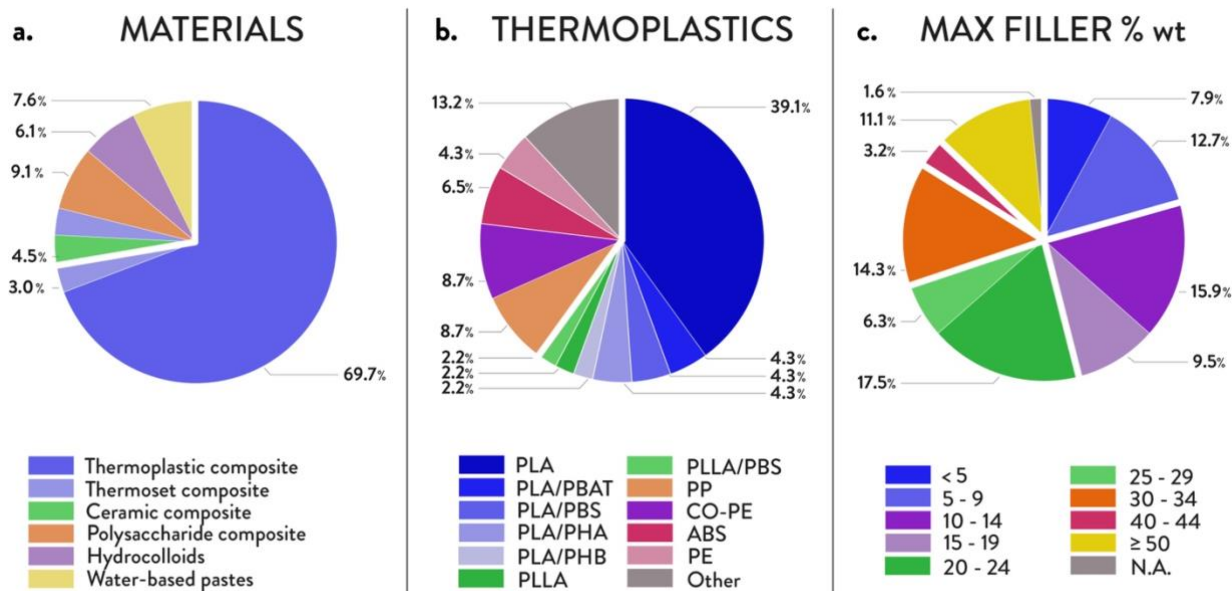 a. MATERIALS
7.6%
6.1%
9.1%
4.5%
3.0%
69.7%
Thermoplastic composite
Thermoset composite
Ceramic composite
Polysaccharide composite
Hydrocolloids
Water-based pastes
b. THERMOPLASTICS
13.2%
39.1%
4.3%
6.5%
8.7%
8.7%
2.2%
2.2%
2.2%
4.3%
4.3%
4.3%
PLA
PLA/PBAT
PLA/PBS
PLA/PHA
PLA/PHB
PLLA
PLLA/PBS
PP
CO-PE
ABS
PE
Other
c. MAX FILLER % wt
1.6%
7.9%
11.1%
12.7%
3.2%
14.3%
15.9%
6.3%
9.5%
17.5%
< 5
5 - 9
10 - 14
15 - 19
20 - 24
25 - 29
30 - 34
40 - 44
≥ 50
N.A.